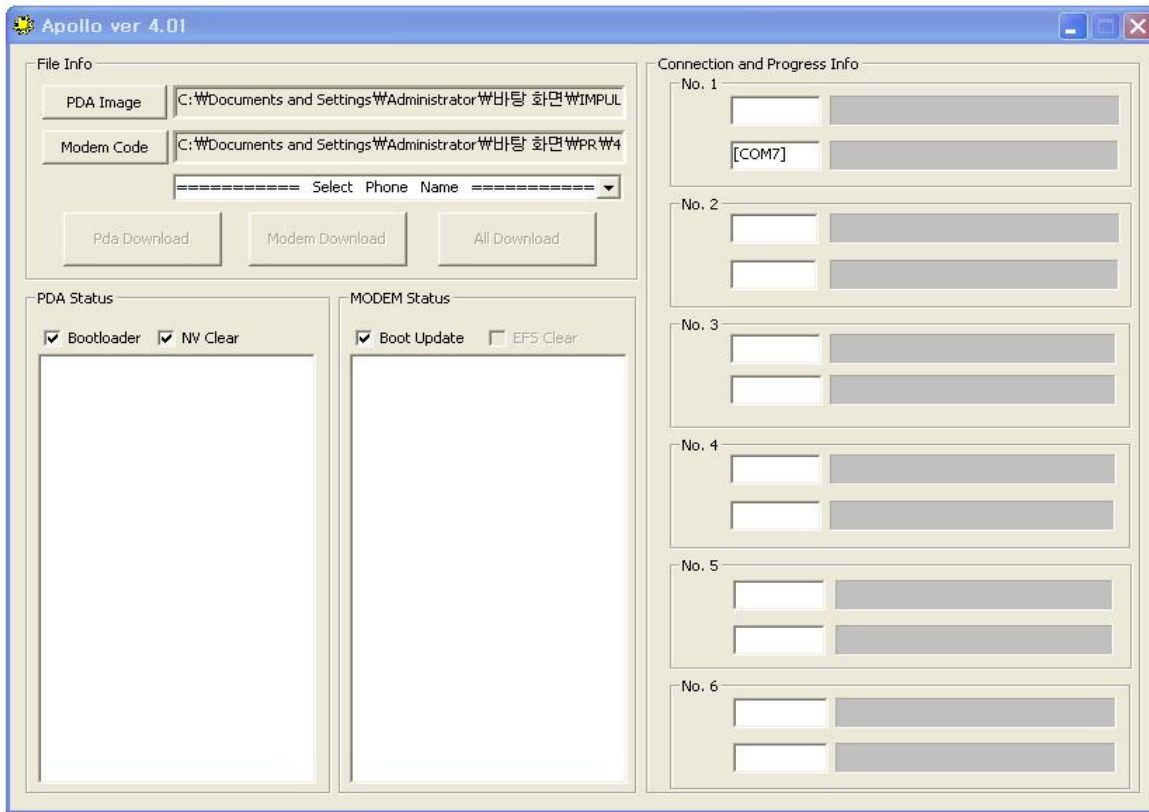 Apollo ver 4.01
File Info
PDA Image
C:₩Documents and Settings₩Administrator₩바탕 화면₩IMPUL
Modem Code
C:₩Documents and Settings₩Administrator₩바탕 화면₩PR₩4
=========== Select Phone Name ===========
Pda Download
Modem Download
All Download
PDA Status
Bootloader
NV Clear
MODEM Status
Boot Update
EFS Clear
Connection and Progress Info
No. 1
[COM7]
No. 2
No. 3
No. 4
No. 5
No. 6